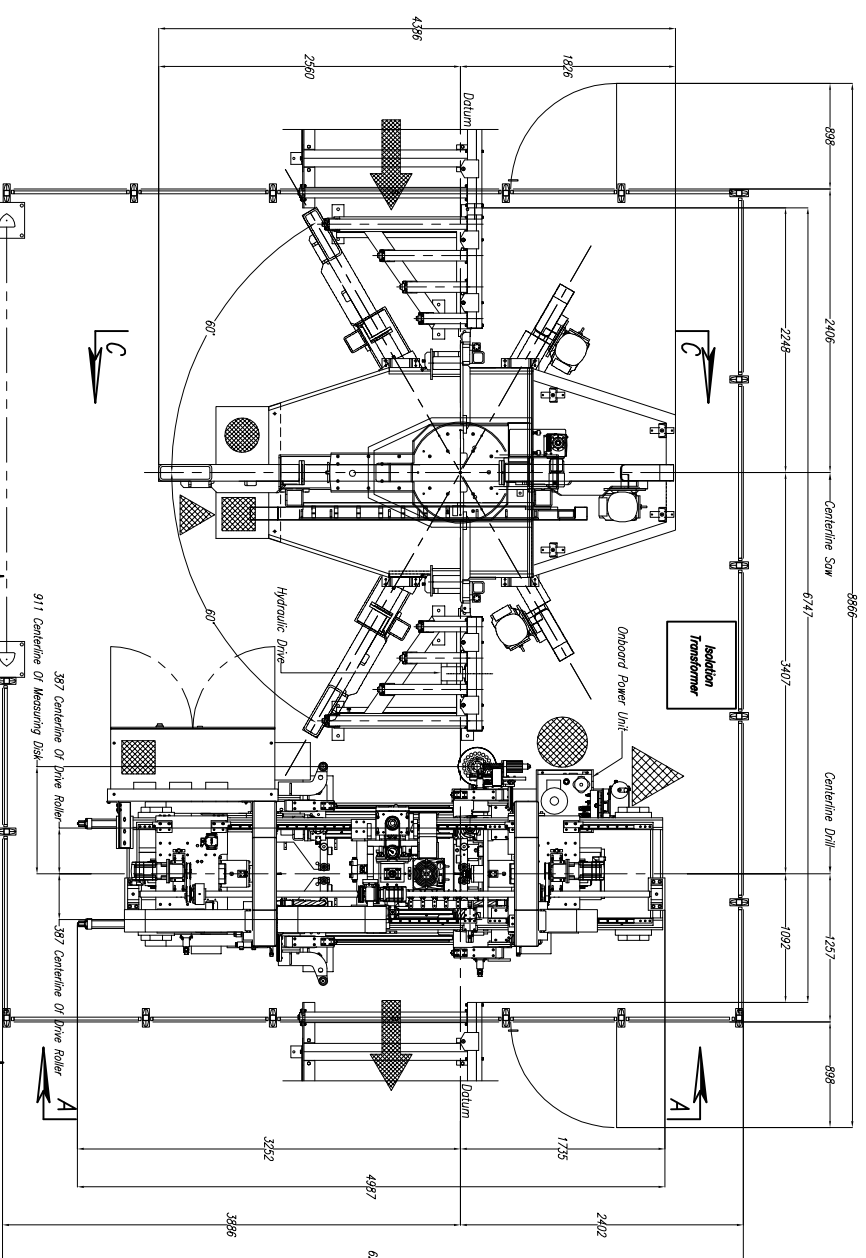 4386
2560
1826
Datum
898
8866
2406
2248
6747
60°
C
C
Centerline Saw
3407
Isolation
Transformer
Onboard Power Unit
Hydraulic Drive
60°
911 Centerline Of Measuring Disk
387 Centerline Of Drive Roller
387 Centerline Of Drive Roller
Centerline Drill
1257
1092
898
Datum
A
A
3252
1735
4987
3886
2402